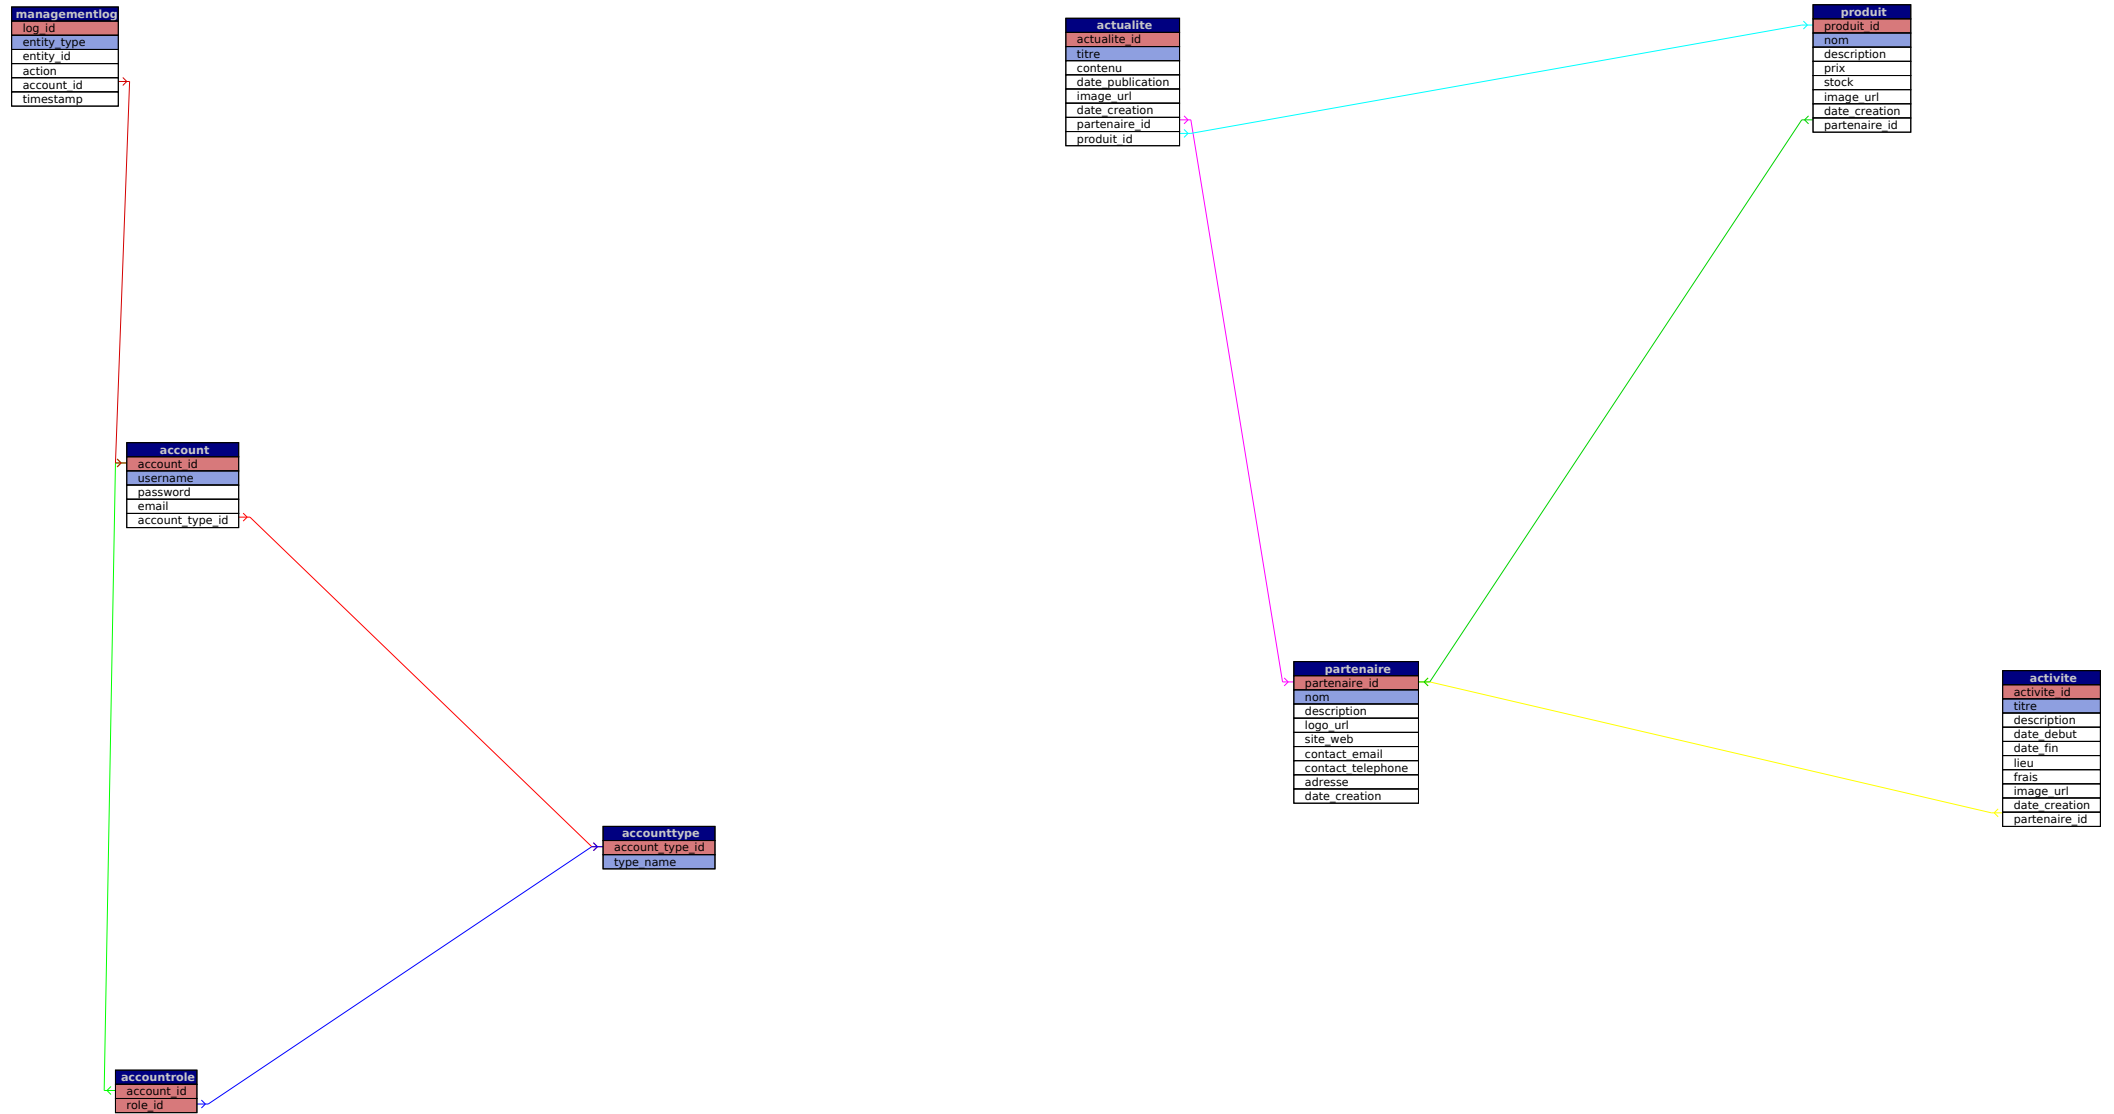 managementlog
log_id
entity_type
entity_id
action
account_id
timestamp
actualite
actualite_id
titre
contenu
date_publication
image_url
date_creation
partenaire_id
produit_id
produit
produit_id
nom
description
prix
stock
image_url
date_creation
partenaire_id
account
account_id
username
password
email
account_type_id
partenaire
partenaire_id
nom
description
logo_url
site_web
contact_email
contact_telephone
adresse
date_creation
activite
activite_id
titre
description
date_debut
date_fin
lieu
frais
image_url
date_creation
partenaire_id
accounttype
account_type_id
type_name
accountrole
account_id
role_id